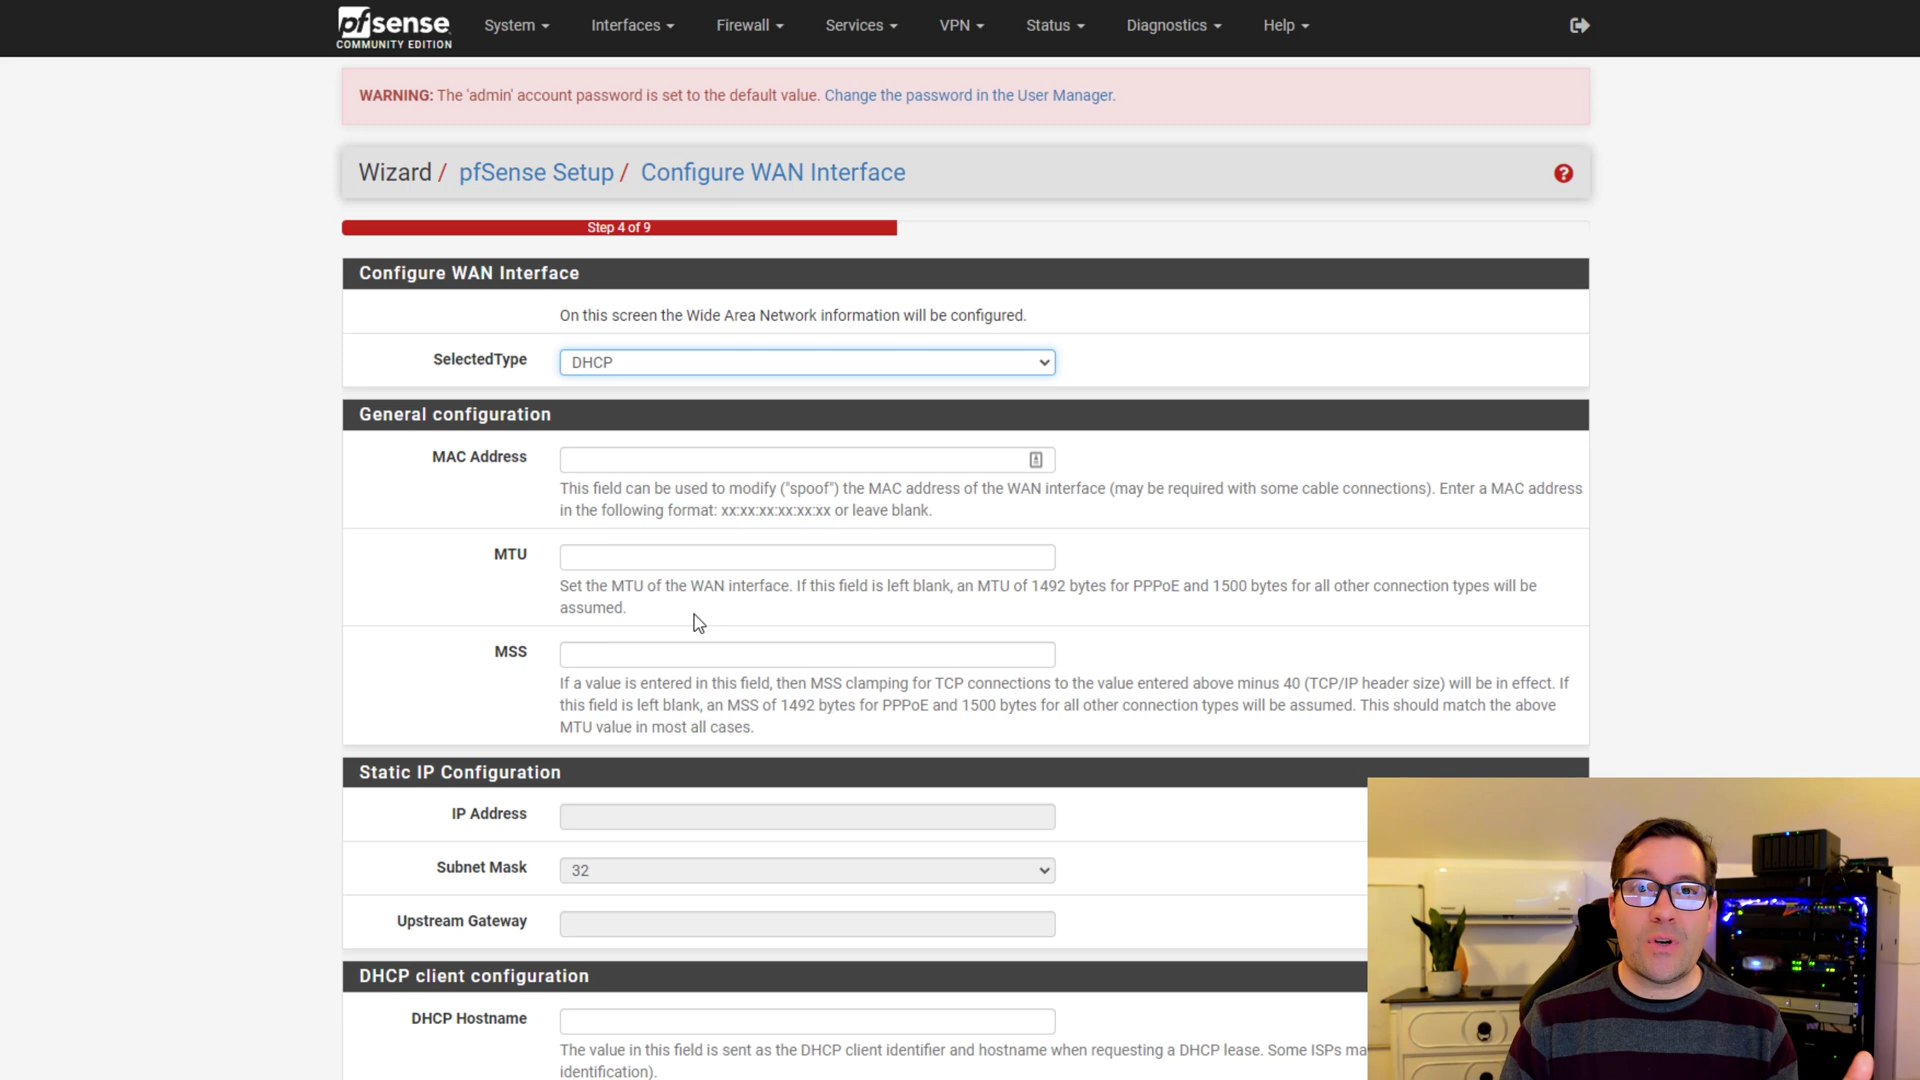 pfsense
COMMUNITY EDITION
System
Interfaces
Firewall
Services
VPN
Status
Diagnostics
Help
WARNING: The 'admin' account password is set to the default value. Change the password in the User Manager.
Wizard / pfSense Setup / Configure WAN Interface
Step 4 of 9
Configure WAN Interface
On this screen the Wide Area Network information will be configured.
SelectedType
DHCP
General configuration
MAC Address
This field can be used to modify ("spoof") the MAC address of the WAN interface (may be required with some cable connections). Enter a MAC address
in the following format: xx:xx:xx:xx:xx:xx or leave blank.
MTU
Set the MTU of the WAN interface. If this field is left blank, an MTU of 1492 bytes for PPPoE and 1500 bytes for all other connection types will be
assumed.
MSS
If a value is entered in this field, then MSS clamping for TCP connections to the value entered above minus 40 (TCP/IP header size) will be in effect. If
this field is left blank, an MSS of 1492 bytes for PPPoE and 1500 bytes for all other connection types will be assumed. This should match the above
MTU value in most all cases.
Static IP Configuration
IP Address
Subnet Mask
32
Upstream Gateway
DHCP client configuration
DHCP Hostname
The value in this field is sent as the DHCP client identifier and hostname when requesting a DHCP lease. Some ISPs ma
identification).